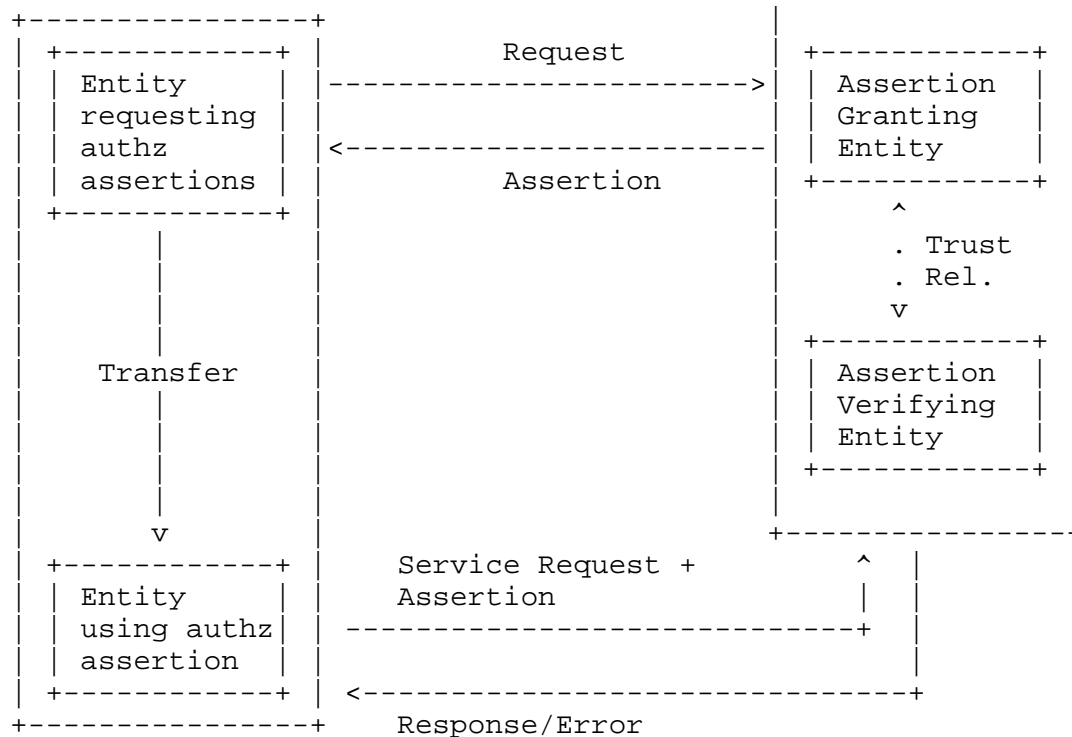 Request
Entity
requesting
authz
assertions
Assertion
Granting
Entity
Assertion
. Trust
. Rel.
v
Transfer
Assertion
Verifying
Entity
v
Service Request +
Assertion
Entity
using authz
assertion
Response/Error